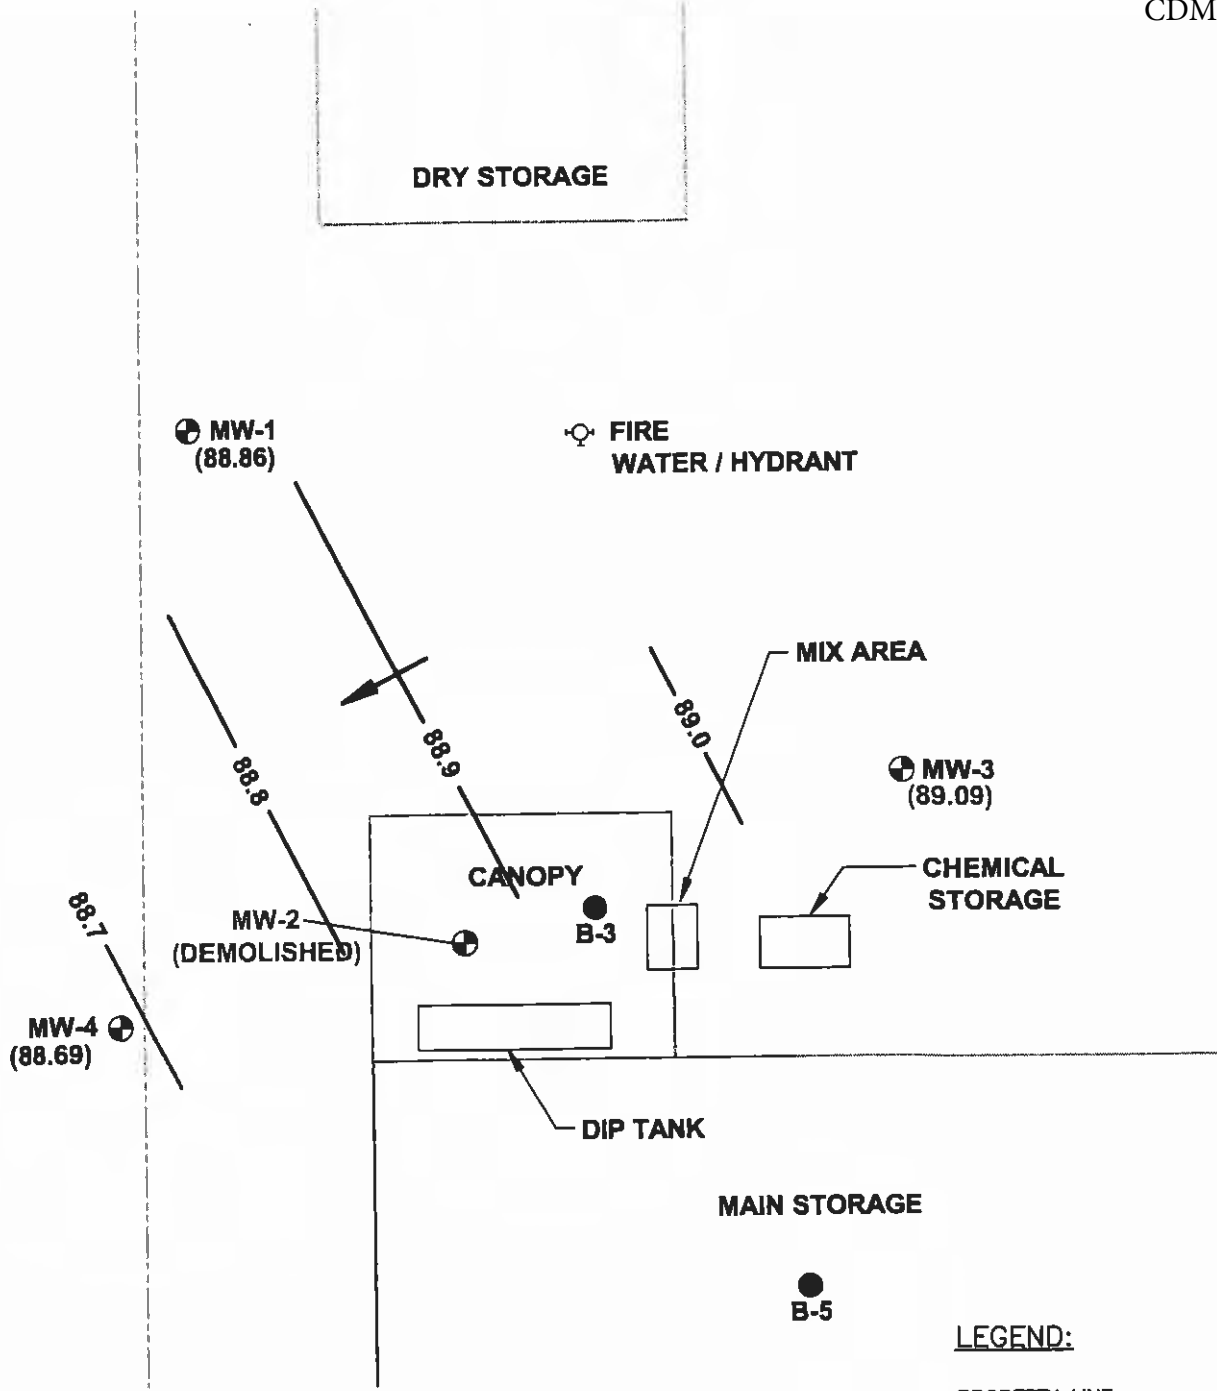 CDM
DRY STORAGE
MW-1
(88.86)
FIRE
WATER / HYDRANT
MIX AREA
89.0
88.9
88.8
MW-3
(89.09)
CANOPY
CHEMICAL
STORAGE
88.7
MW-2
(DEMOLISHED)
B-3
MW-4
(88.69)
DIP TANK
MAIN STORAGE
B-5
LEGEND: